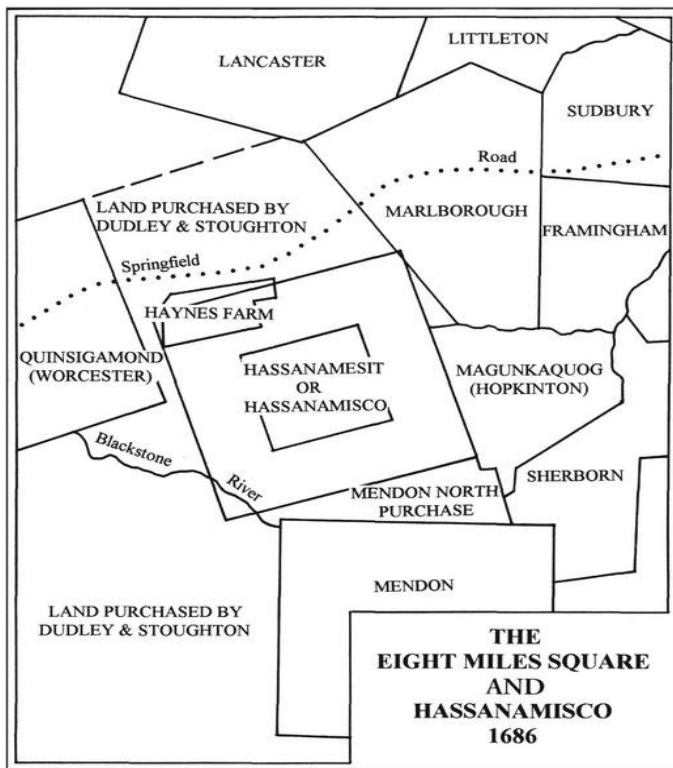 LITTLETON
LANCASTER
SUDBURY
Road
LAND PURCHASED BY
DUDLEY & STOUGHTON
MARLBOROUGH
FRAMINGHAM
Springfield
HAYNES FARM
QUINSIGAMOND
(WORCESTER)
HASSANAMESIT
OR
HASSANAMISCO
MAGUNKAQUOG
(HOPKINTON)
Blackstone
River
SHERBORN
MENDON NORTH
PURCHASE
MENDON
LAND PURCHASED BY
DUDLEY & STOUGHTON
THE
EIGHT MILES SQUARE
AND
HASSANAMISCO
1686